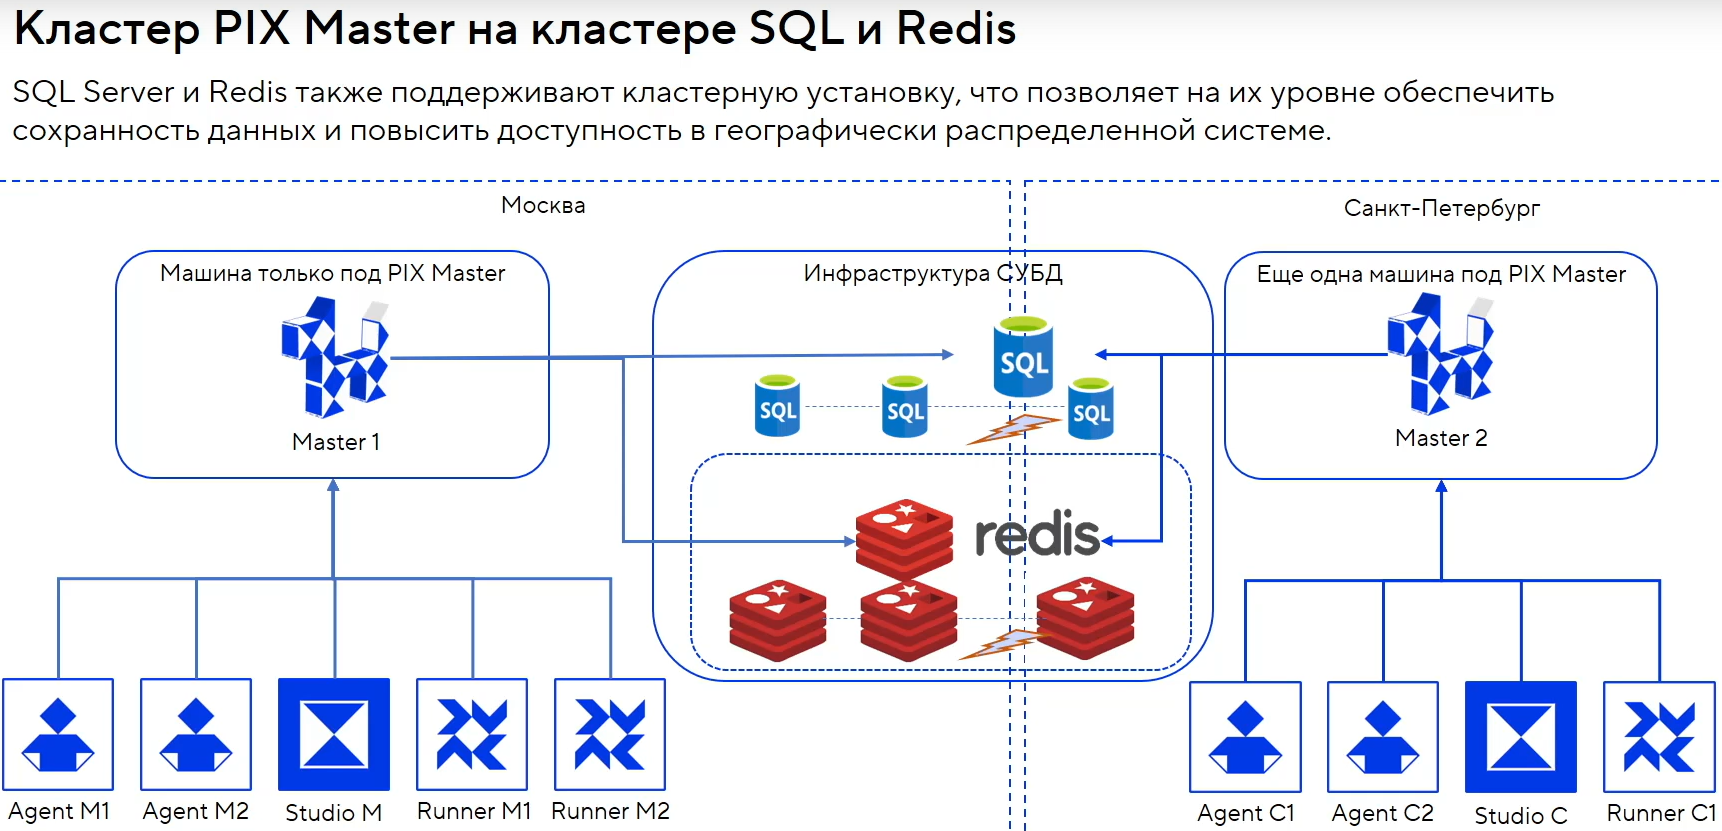 Кластер PIX Master на кластере SQL и Redis
SQL Server и Redis также поддерживают кластерную установку, что позволяет на их уровне обеспечить
сохранность данных и повысить доступность в географически распределенной системе.
Москва
Санкт-Петербург
Машина только под PIX Master
Инфраструктура СУБД
Еще одна машина под PIX Master
SQL
SQL
SQL
SQL
Master 1
Master 2
redis
Agent M1
Agent M2
Studio M
Runner M1
Runner M2
Agent C1
Agent C2
Studio C
Runner C1